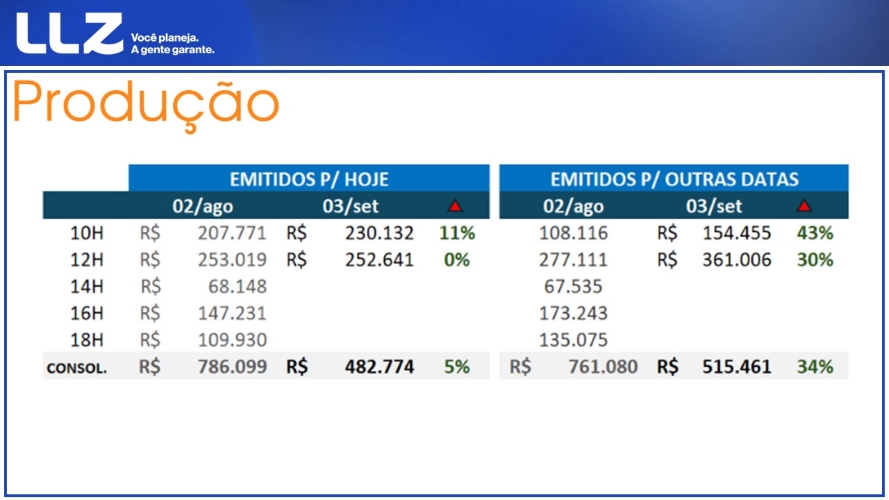 LLZ
Você planeja.
A gente garante.
Produção
EMITIDOS P/ HOJE EMITIDOS P/ OUTRAS DATAS
02/ago 03/set 02/ago 03/set
10H R$ 207.771 R$ 230.132 11% 108.116 R$ 154.455 43%
12H R$ 253.019 R$ 252.641 0% 277.111 R$ 361.006 30%
14H R$ 68.148 67.535
16H R$ 147.231 173.243
18H R$ 109.930 135.075
CONSOL. R$ 786.099 R$ 482.774 5% R$ 761.080 R$ 515.461 34%